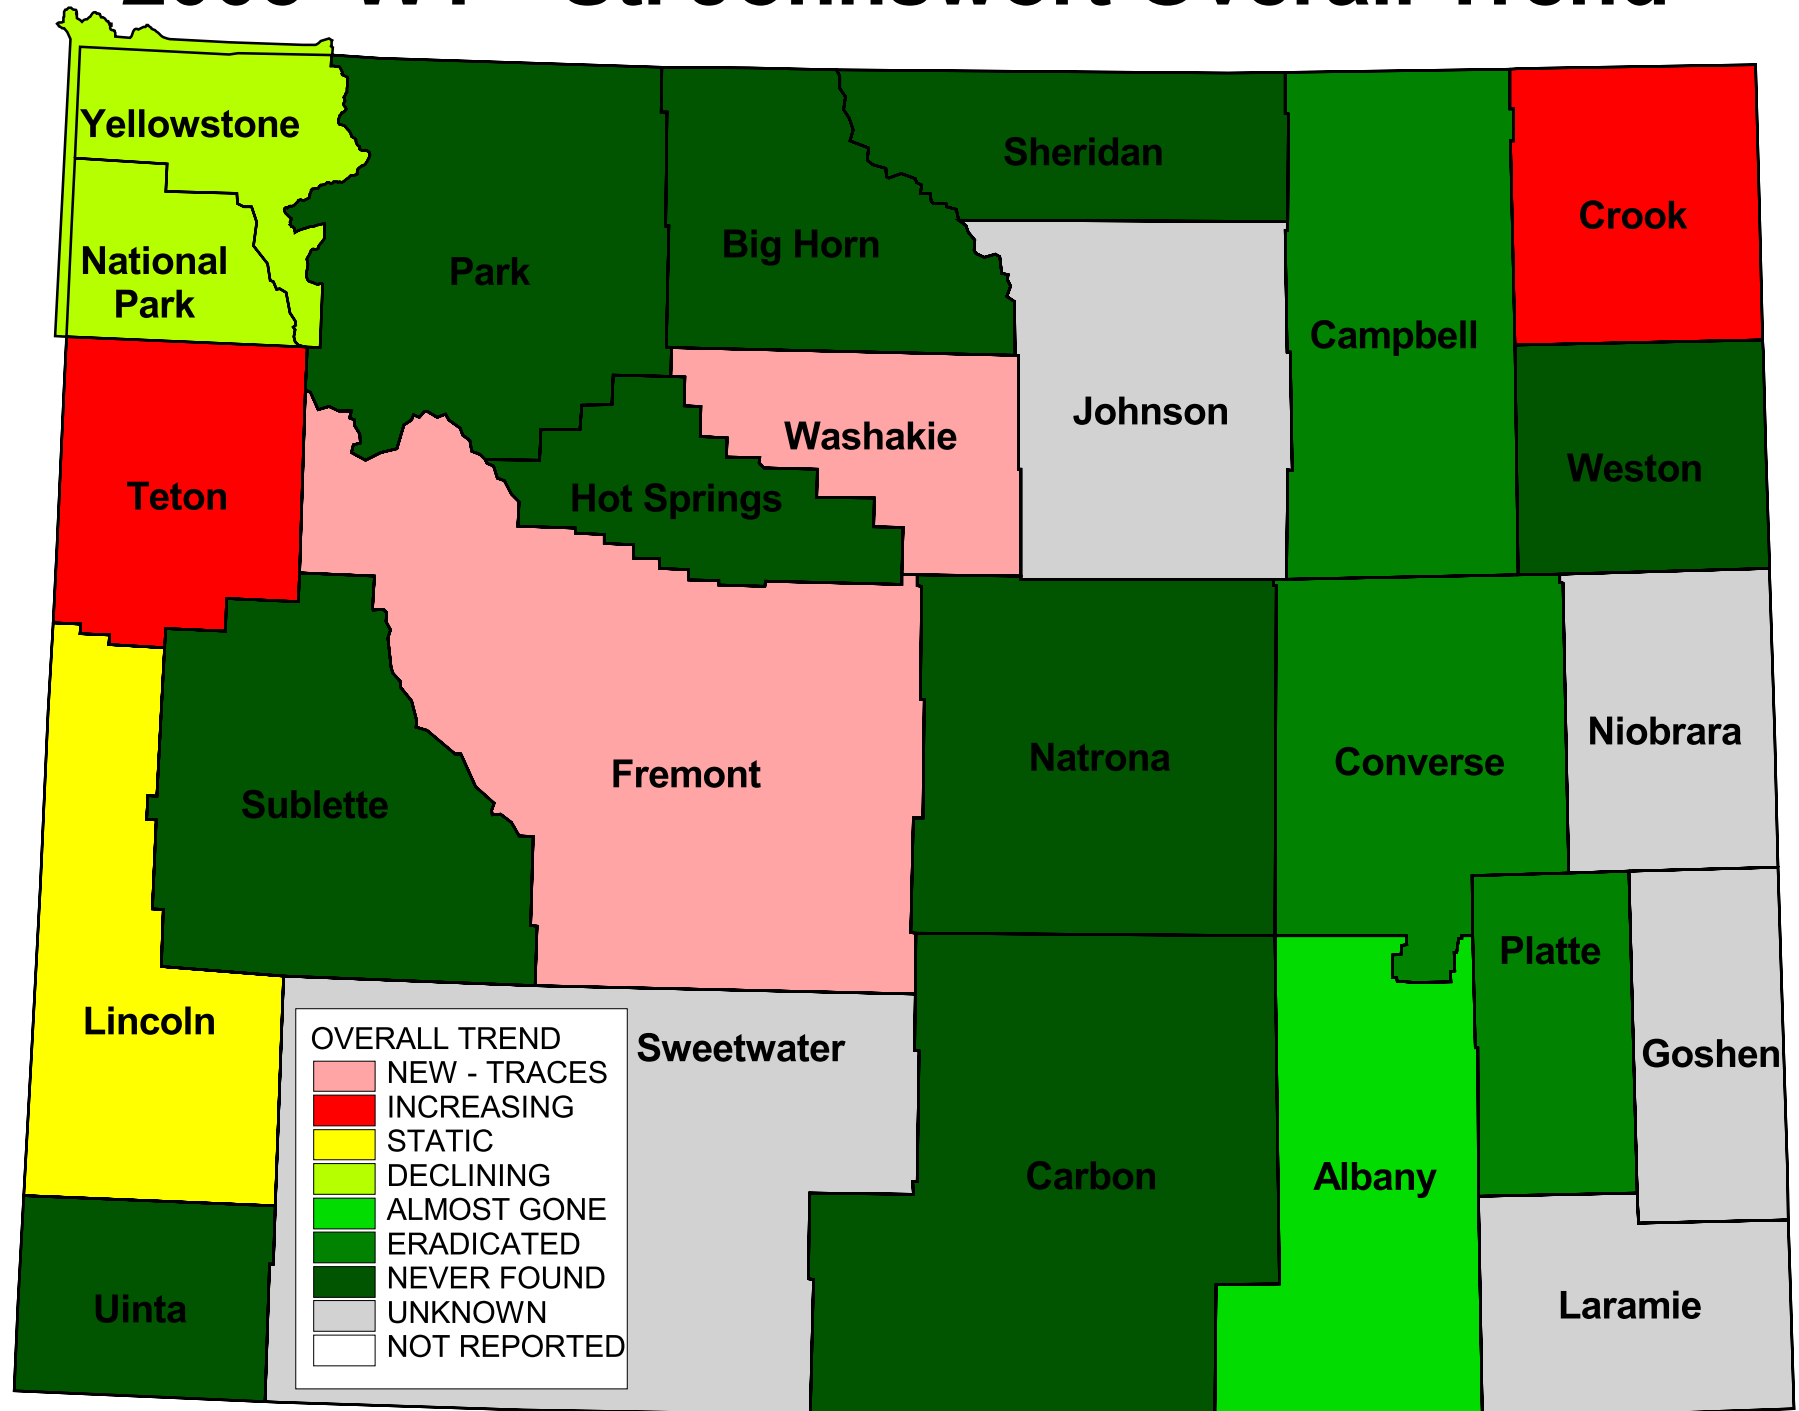 Yellowstone
National
Park
Park
Big Horn
Sheridan
Campbell
Crook
Teton
Hot Springs
Washakie
Johnson
Weston
Sublette
Fremont
Natrona
Converse
Niobrara
Lincoln
Sweetwater
Carbon
Albany
Platte
Goshen
Uinta
Laramie
OVERALL TREND
NEW - TRACES
INCREASING
STATIC
DECLINING
ALMOST GONE
ERADICATED
NEVER FOUND
UNKNOWN
NOT REPORTED